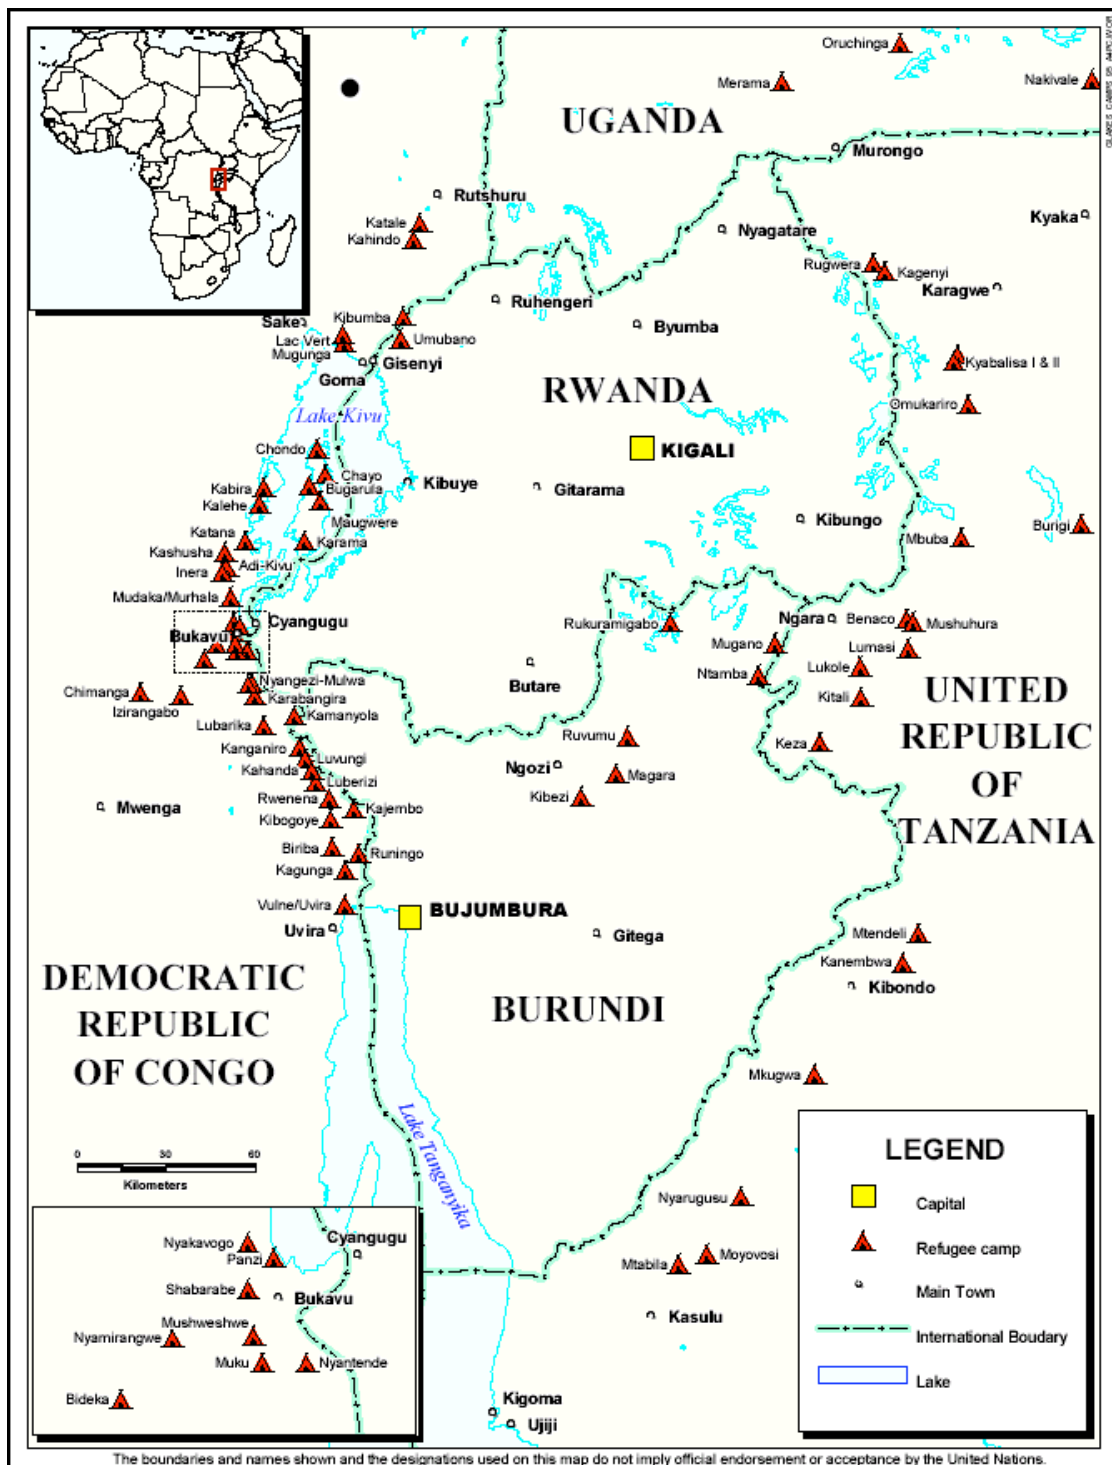 Oruchinga
Merama
Nakivale
UGANDA
Murongo
Rutshuru
Kyaka
Katale
Nyagatare
Kahindo
Rugwera
Kagenyi
Karagwe
Ruhengeri
Kibumba
Sake
Byumba
Lac Vert
Umubano
Mugunga
Gisenyi
Kyabalisa I & II
Goma
RWANDA
Omukariro
Lake Kivu
Chondo
KIGALI
Chayo
Kibuye
Kabira
Bugarula
Gitarama
Kalehe
Maugwere
Kibungo
Burigi
Katana
Karama
Mbuba
Kashusha
Adi-Kivu
Inera
Mudaka/Murhala
Cyangugu
Rukuramigabo
Ngara
Benaco
Mushuhura
Bukavu
Mugano
Lumasi
Butare
Lukole
Ntamba
Nyangezi-Mulwa
Chimanga
Karabangira
Kitali
UNITED
REPUBLIC
OF
TANZANIA
Izirangabo
Kamanyola
Lubarika
Ruvumu
Keza
Kanganiro
Luvungi
Ngozi
Kahanda
Magara
Luberizi
Rwenena
Kibezi
Mwenga
Kajembo
Kibogoye
Biriba
Runingo
Kagunga
Vulne/Uvira
BUJUMBURA
Uvira
Gitega
Mtendeli
Kanembwa
DEMOCRATIC
REPUBLIC
OF CONGO
Kibondo
BURUNDI
Mkugwa
Lake Tanganyika
0 30 60
Kilometers
Nyarugusu
Moyovosi
Mtabila
Kasulu
Kigoma
Ujiji
Nyakavogo
Cyangugu
Panzi
Shabarabe
Bukavu
Mushweshwe
Nyamirangwe
Muku
Nyantende
Bideka
LEGEND
Capital
Refugee camp
Main Town
International Boudary
Lake
The boundaries and names shown and the designations used on this map do not imply official endorsement or acceptance by the United Nations.